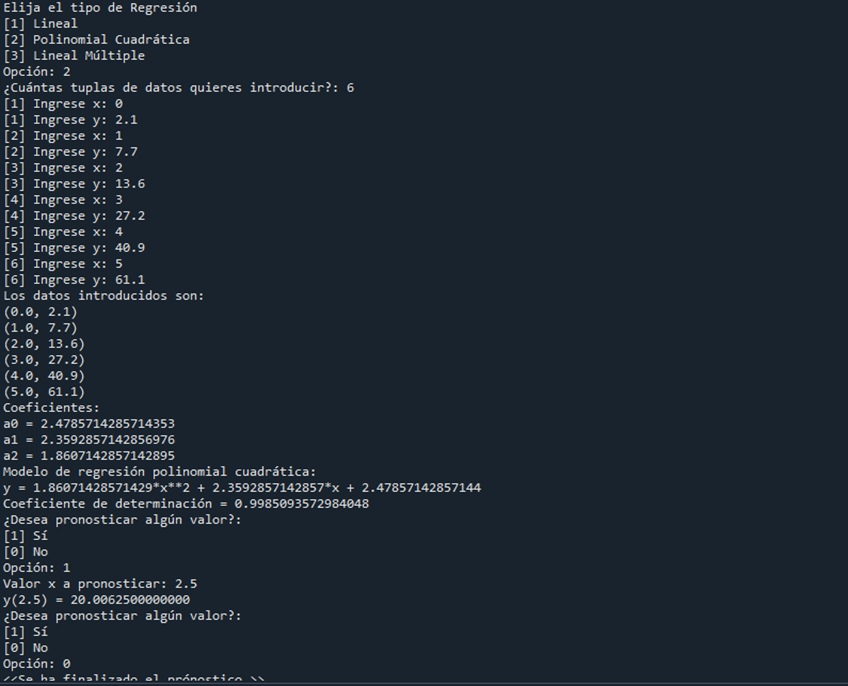 Elija el tipo de Regresión
[1] Lineal
[2] Polinomial Cuadrática
[3] Lineal Múltiple
Opción: 2
¿Cuántas tuplas de datos quieres introducir?: 6
[1] Ingrese x: 0
[1] Ingrese y: 2.1
[2] Ingrese x: 1
[2] Ingrese y: 7.7
[3] Ingrese x: 2
[3] Ingrese y: 13.6
[4] Ingrese x: 3
[4] Ingrese y: 27.2
[5] Ingrese x: 4
[5] Ingrese y: 40.9
[6] Ingrese x: 5
[6] Ingrese y: 61.1
Los datos introducidos son:
(0.0, 2.1)
(1.0, 7.7)
(2.0, 13.6)
(3.0, 27.2)
(4.0, 40.9)
(5.0, 61.1)
Coeficientes:
a0 = 2.4785714285714353
a1 = 2.3592857142856976
a2 = 1.8607142857142895
Modelo de regresión polinomial cuadrática:
y = 1.86071428571429*x**2 + 2.3592857142857*x + 2.47857142857144
Coeficiente de determinación = 0.9985093572984048
¿Desea pronosticar algún valor?:
[1] Sí
[0] No
Opción: 1
Valor x a pronosticar: 2.5
y(2.5) = 20.0062500000000
¿Desea pronosticar algún valor?:
[1] Sí
[0] No
Opción: 0
<<Se ha finalizado el prónostico >>